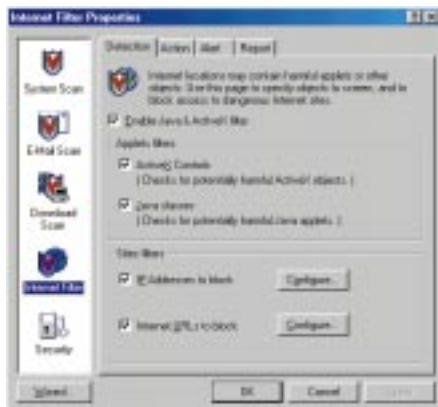 Internet Filter Properties
System Scan
E-Mail Scan
Download
Scan
Internet Filter
Security
Detection
Action
Alert
Report
Internet locations may contain harmful applets or other
objects. Use this page to specify objects to screen, and to
block access to dangerous Internet sites.
Enable Java & ActiveX filter
Applets filters
ActiveX Controls
(Checks for potentially harmful ActiveX objects.)
Java classes
(Checks for potentially harmful Java applets.)
Sites filters
IP Addresses to block
Configure...
Internet URLs to block
Configure...
Wizard...
OK
Cancel
Apply